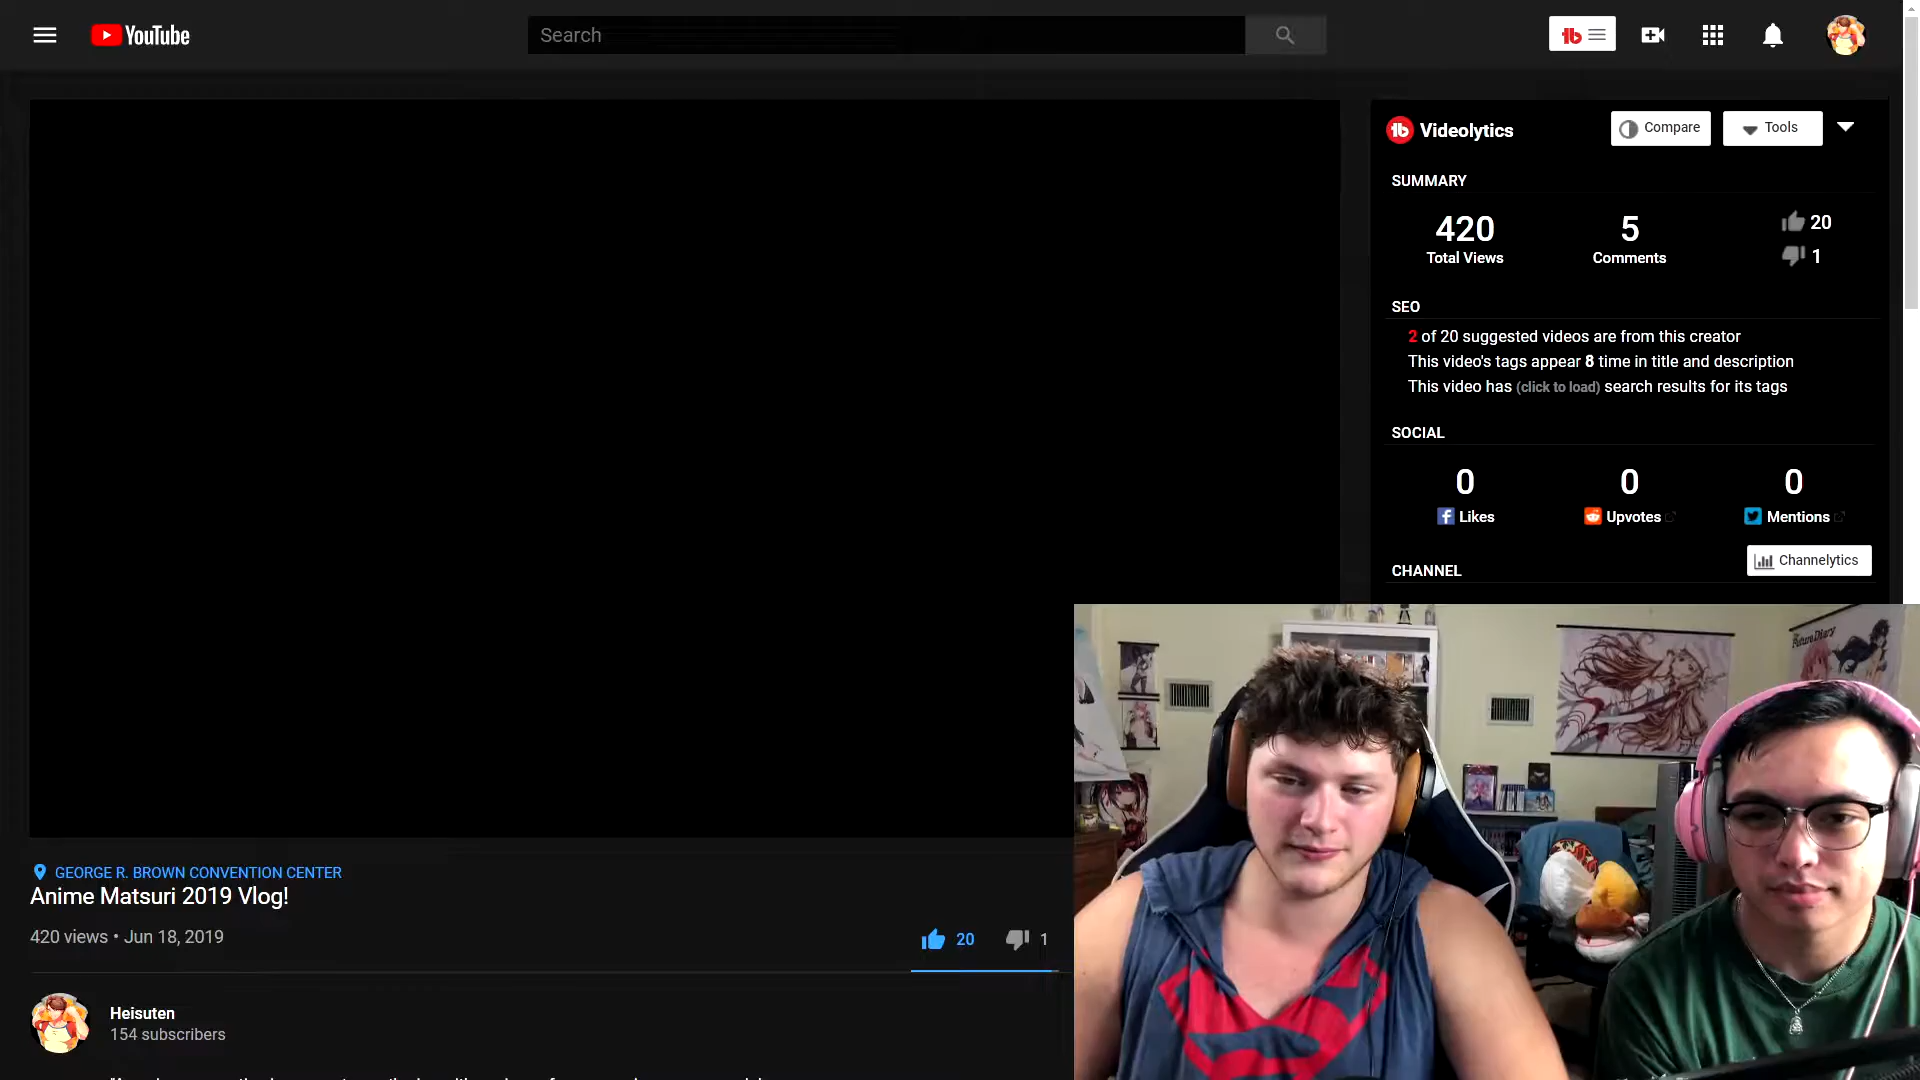 YouTube
Search
Videolytics
Compare
Tools
SUMMARY
420
Total Views
5
Comments
20
1
SEO
2 of 20 suggested videos are from this creator
This video's tags appear 8 time in title and description
This video has (click to load) search results for its tags
SOCIAL
0
Likes
0
Upvotes
0
Mentions
CHANNEL
Channelytics
GEORGE R. BROWN CONVENTION CENTER
Anime Matsuri 2019 Vlog!
420 views • Jun 18, 2019
20
1
Heisuten
154 subscribers
Future Diary